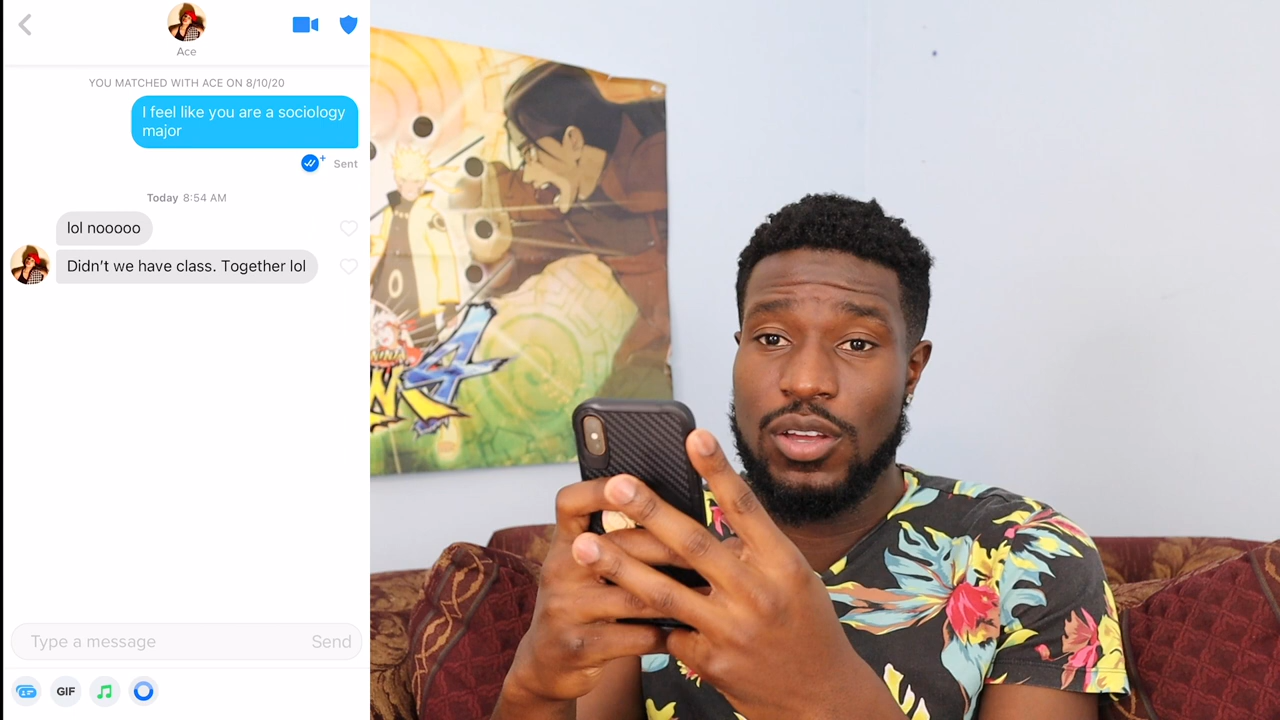 Ace
YOU MATCHED WITH ACE ON 8/10/20
I feel like you are a sociology
major
Sent
Today 8:54 AM
lol nooooo
Didn't we have class. Together lol
Type a message
Send
GIF
NINJA
4